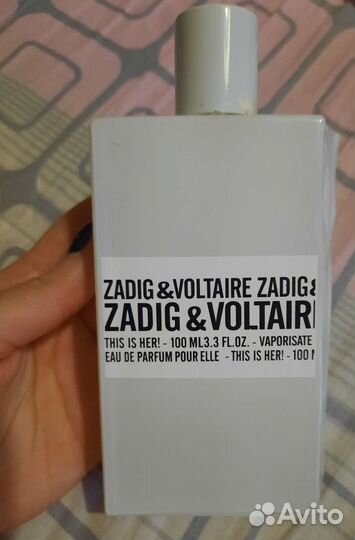 ZADIG&VOLTAIRE ZADIG&
ZADIG&VOLTAIRE
THIS IS HER! - 100 ML3.3 FL.OZ. - VAPORISATE
EAU DE PARFUM POUR ELLE - THIS IS HER! - 100 M
Avito